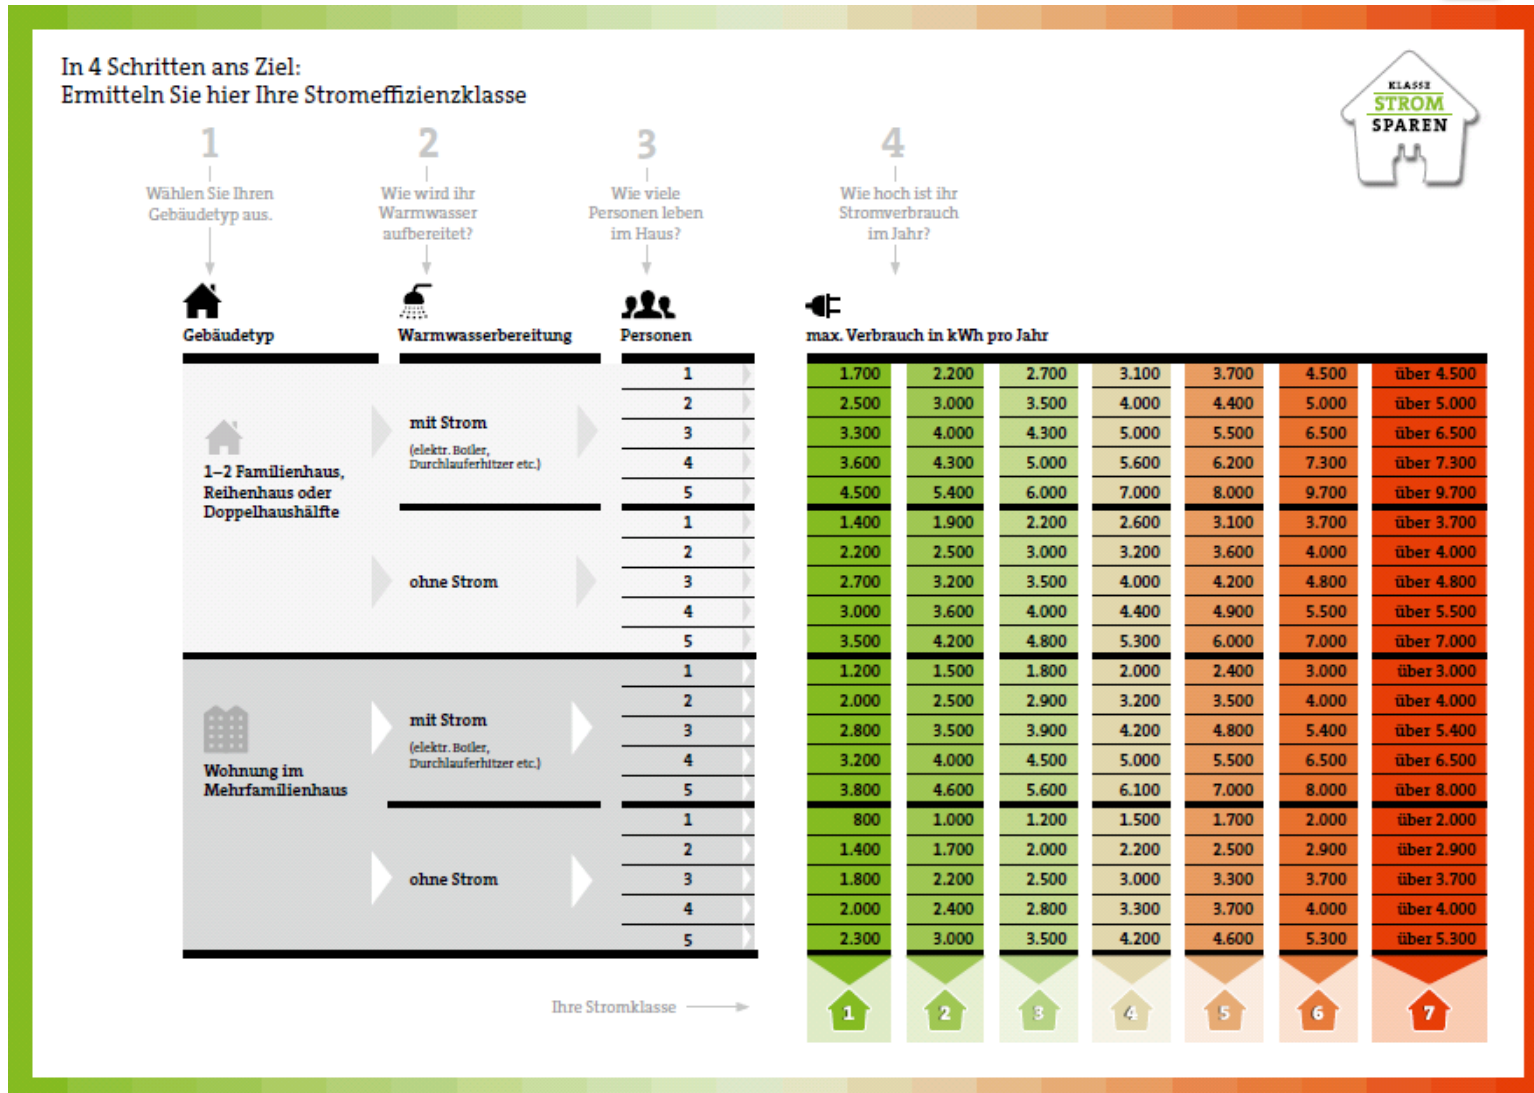 In 4 Schritten ans Ziel:
Ermitteln Sie hier Ihre Stromeffizienzklasse
KLASSE
STROM
SPAREN
1
Wählen Sie Ihren
Gebäudetyp aus.
2
Wie wird ihr
Warmwasser
aufbereitet?
3
Wie viele
Personen leben
im Haus?
4
Wie hoch ist ihr
Stromverbrauch
im Jahr?
Gebäudetyp Warmwasserbereitung Personen max. Verbrauch in kWh pro Jahr
1–2 Familienhaus,
Reihenhaus oder
Doppelhaushälfte
mit Strom
(elektr. Boiler,
Durchlauferhitzer etc.)
1 1.700 2.200 2.700 3.100 3.700 4.500 über 4.500
2 2.500 3.000 3.500 4.000 4.400 5.000 über 5.000
3 3.300 4.000 4.300 5.000 5.500 6.500 über 6.500
4 3.600 4.300 5.000 5.600 6.200 7.300 über 7.300
5 4.500 5.400 6.000 7.000 8.000 9.700 über 9.700
ohne Strom
1 1.400 1.900 2.200 2.600 3.100 3.700 über 3.700
2 2.200 2.500 3.000 3.200 3.600 4.000 über 4.000
3 2.700 3.200 3.500 4.000 4.200 4.800 über 4.800
4 3.000 3.600 4.000 4.400 4.900 5.500 über 5.500
5 3.500 4.200 4.800 5.300 6.000 7.000 über 7.000
Wohnung im
Mehrfamilienhaus
mit Strom
(elektr. Boiler,
Durchlauferhitzer etc.)
1 1.200 1.500 1.800 2.000 2.400 3.000 über 3.000
2 2.000 2.500 2.900 3.200 3.500 4.000 über 4.000
3 2.800 3.500 3.900 4.200 4.800 5.400 über 5.400
4 3.200 4.000 4.500 5.000 5.500 6.500 über 6.500
5 3.800 4.600 5.600 6.100 7.000 8.000 über 8.000
ohne Strom
1 800 1.000 1.200 1.500 1.700 2.000 über 2.000
2 1.400 1.700 2.000 2.200 2.500 2.900 über 2.900
3 1.800 2.200 2.500 3.000 3.300 3.700 über 3.700
4 2.000 2.400 2.800 3.300 3.700 4.000 über 4.000
5 2.300 3.000 3.500 4.200 4.600 5.300 über 5.300
Ihre Stromklasse 1 2 3 4 5 6 7